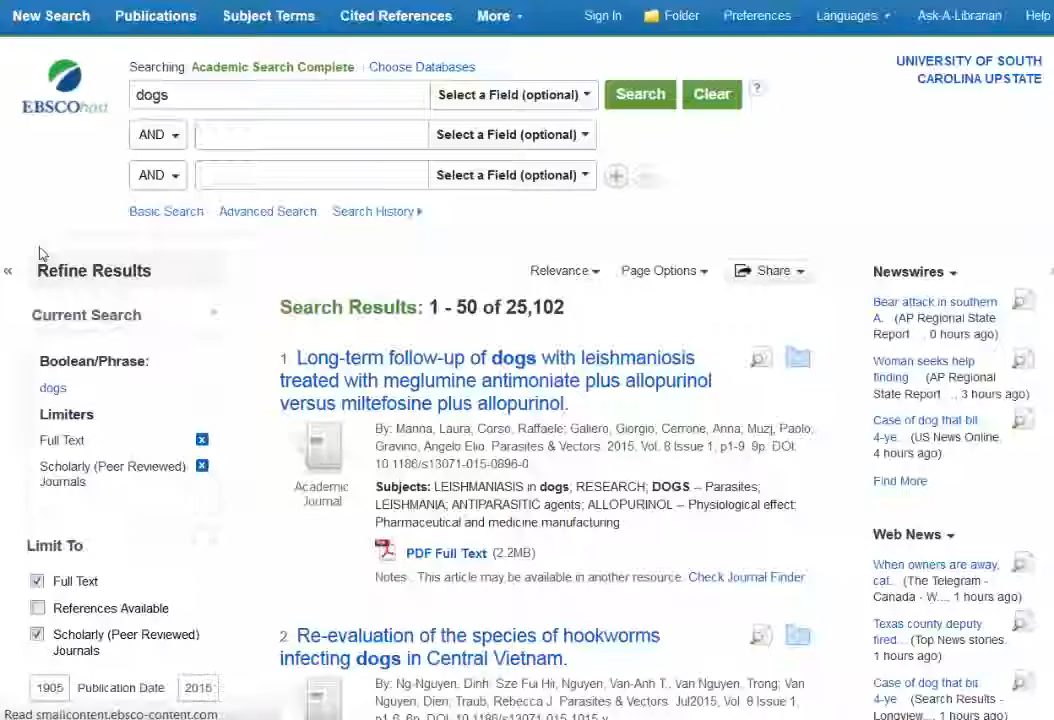 New Search Publications Subject Terms Cited References More Sign In Folder Preferences Languages Ask-A-Librarian Help
Searching: Academic Search Complete Choose Databases
UNIVERSITY OF SOUTH
CAROLINA UPSTATE
EBSCOhost
dogs Select a Field (optional) Search Clear ?
AND Select a Field (optional)
AND Select a Field (optional)
Basic Search Advanced Search Search History
« Refine Results
Current Search
Boolean/Phrase:
dogs
Limiters
Full Text
Scholarly (Peer Reviewed)
Journals
Limit To
Full Text
References Available
Scholarly (Peer Reviewed)
Journals
1905 Publication Date 2015
Read smallcontent.ebsco-content.com
Relevance Page Options Share
Search Results: 1 - 50 of 25,102
1. Long-term follow-up of dogs with leishmaniosis
treated with meglumine antimoniate plus allopurinol
versus miltefosine plus allopurinol.
By: Manna, Laura; Corso, Raffaele; Galiero, Giorgio; Cerrone, Anna; Muzj, Paolo;
Gravino, Angelo Elio. Parasites & Vectors. 2015, Vol. 8 Issue 1, p1-9. 9p. DOI:
10.1186/s13071-015-0896-0.
Academic
Journal
Subjects: LEISHMANIASIS in dogs; RESEARCH; DOGS -- Parasites;
LEISHMANIA; ANTIPARASITIC agents; ALLOPURINOL -- Physiological effect;
Pharmaceutical and medicine manufacturing
PDF Full Text (2.2MB)
Notes: This article may be available in another resource. Check Journal Finder
2. Re-evaluation of the species of hookworms
infecting dogs in Central Vietnam.
By: Ng-Nguyen, Dinh; Sze Fui Hii; Nguyen, Van-Anh T.; Van Nguyen, Trong; Van
Nguyen, Dien; Traub, Rebecca J. Parasites & Vectors. Jul2015,
Newswires
Bear attack in southern
A. (AP Regional State
Report ... 0 hours ago)
Woman seeks help
finding (AP Regional
State Report ... 3 hours ago)
Case of dog that bit
4-ye. (US News Online,
4 hours ago)
Find More
Web News
When owners are away,
cat.. (The Telegram -
Canada - W.... 1 hours ago)
Texas county deputy
fired... (Top News stories.
1 hours ago)
Case of dog that bit
4-ye (Search Results -
Longview... 1 hours ago)